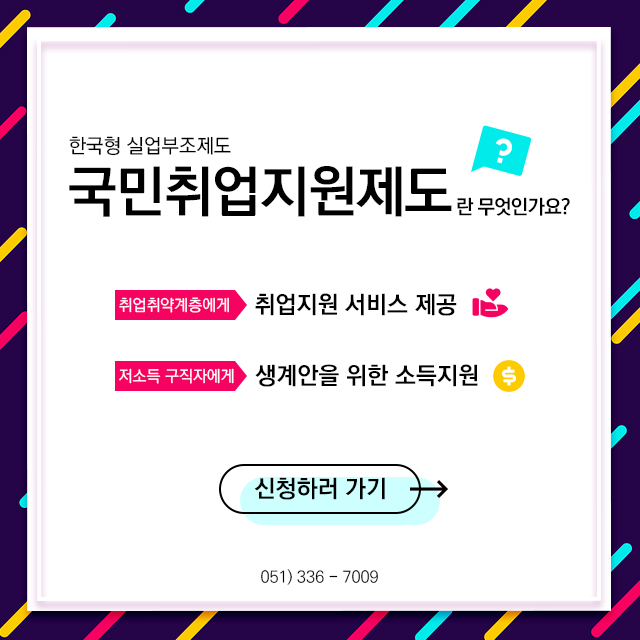 한국형 실업부조제도
?
국민취업지원제도란 무엇인가요?
취업취약계층에게 취업지원 서비스 제공
저소득 구직자에게 생계안을 위한 소득지원 $
신청하러 가기
051) 336 - 7009